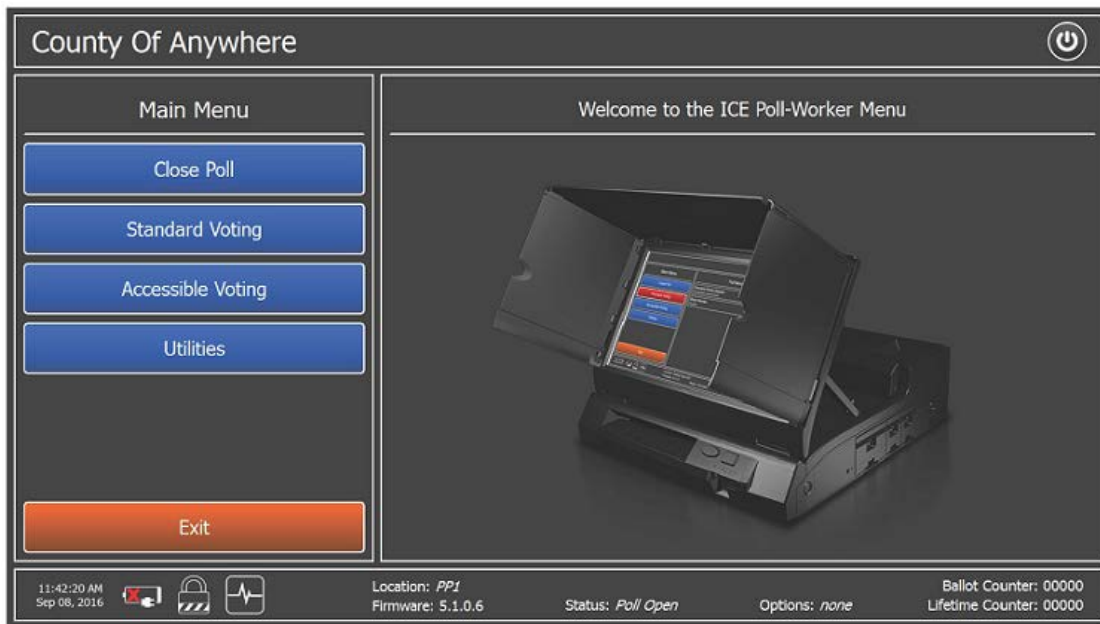 County Of Anywhere
Main Menu
Close Poll
Standard Voting
Accessible Voting
Utilities
Exit
Welcome to the ICE Poll-Worker Menu
11:42:20 AM
Sep 08, 2016
Location: PP1
Firmware: 5.1.0.6
Status: Poll Open
Options: none
Ballot Counter: 00000
Lifetime Counter: 00000